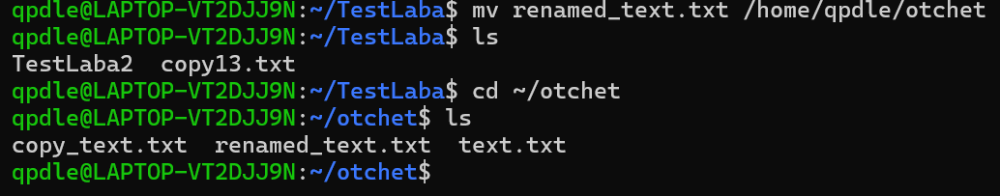 qpdle@LAPTOP-VT2DJJ9N:~/TestLaba$ mv renamed_text.txt /home/qpdle/otchet
qpdle@LAPTOP-VT2DJJ9N:~/TestLaba$ ls
TestLaba2  copy13.txt
qpdle@LAPTOP-VT2DJJ9N:~/TestLaba$ cd ~/otchet
qpdle@LAPTOP-VT2DJJ9N:~/otchet$ ls
copy_text.txt  renamed_text.txt  text.txt
qpdle@LAPTOP-VT2DJJ9N:~/otchet$